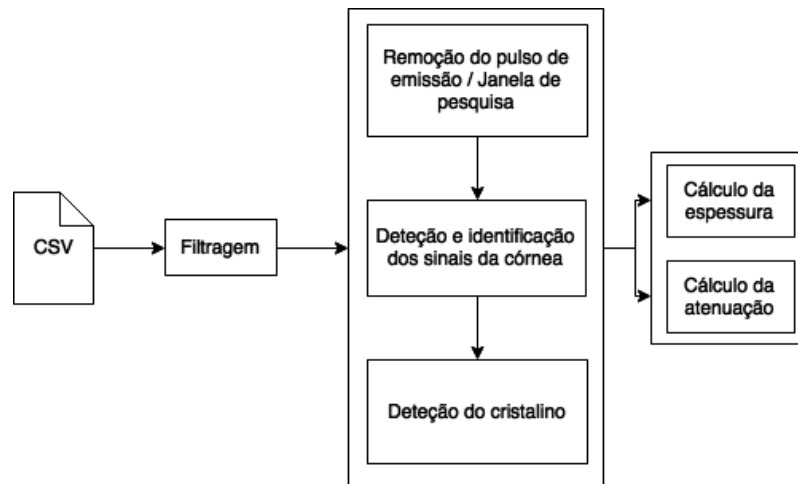 CSV
Filtragem
Remoção do pulso de
emissão / Janela de
pesquisa
Deteção e identificação
dos sinais da córnea
Deteção do cristalino
Cálculo da
espessura
Cálculo da
atenuação